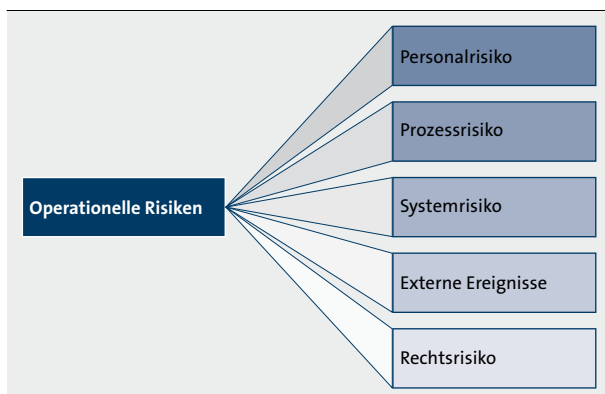 Personalrisiko
Prozessrisiko
Operationelle Risiken
Systemrisiko
Externe Ereignisse
Rechtsrisiko